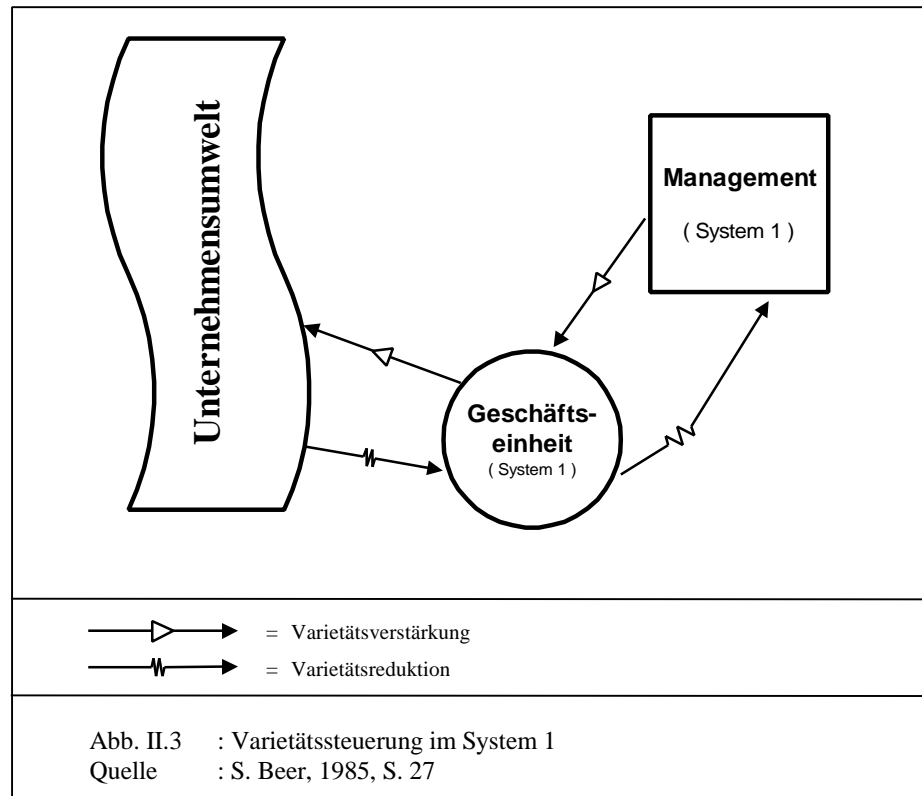 Unternehmensumwelt
Management
( System 1 )
Geschäfts-
einheit
( System 1 )
= Varietätsverstärkung
= Varietätsreduktion
Abb. II.3 : Varietätssteuerung im System 1
Quelle : S. Beer, 1985, S. 27